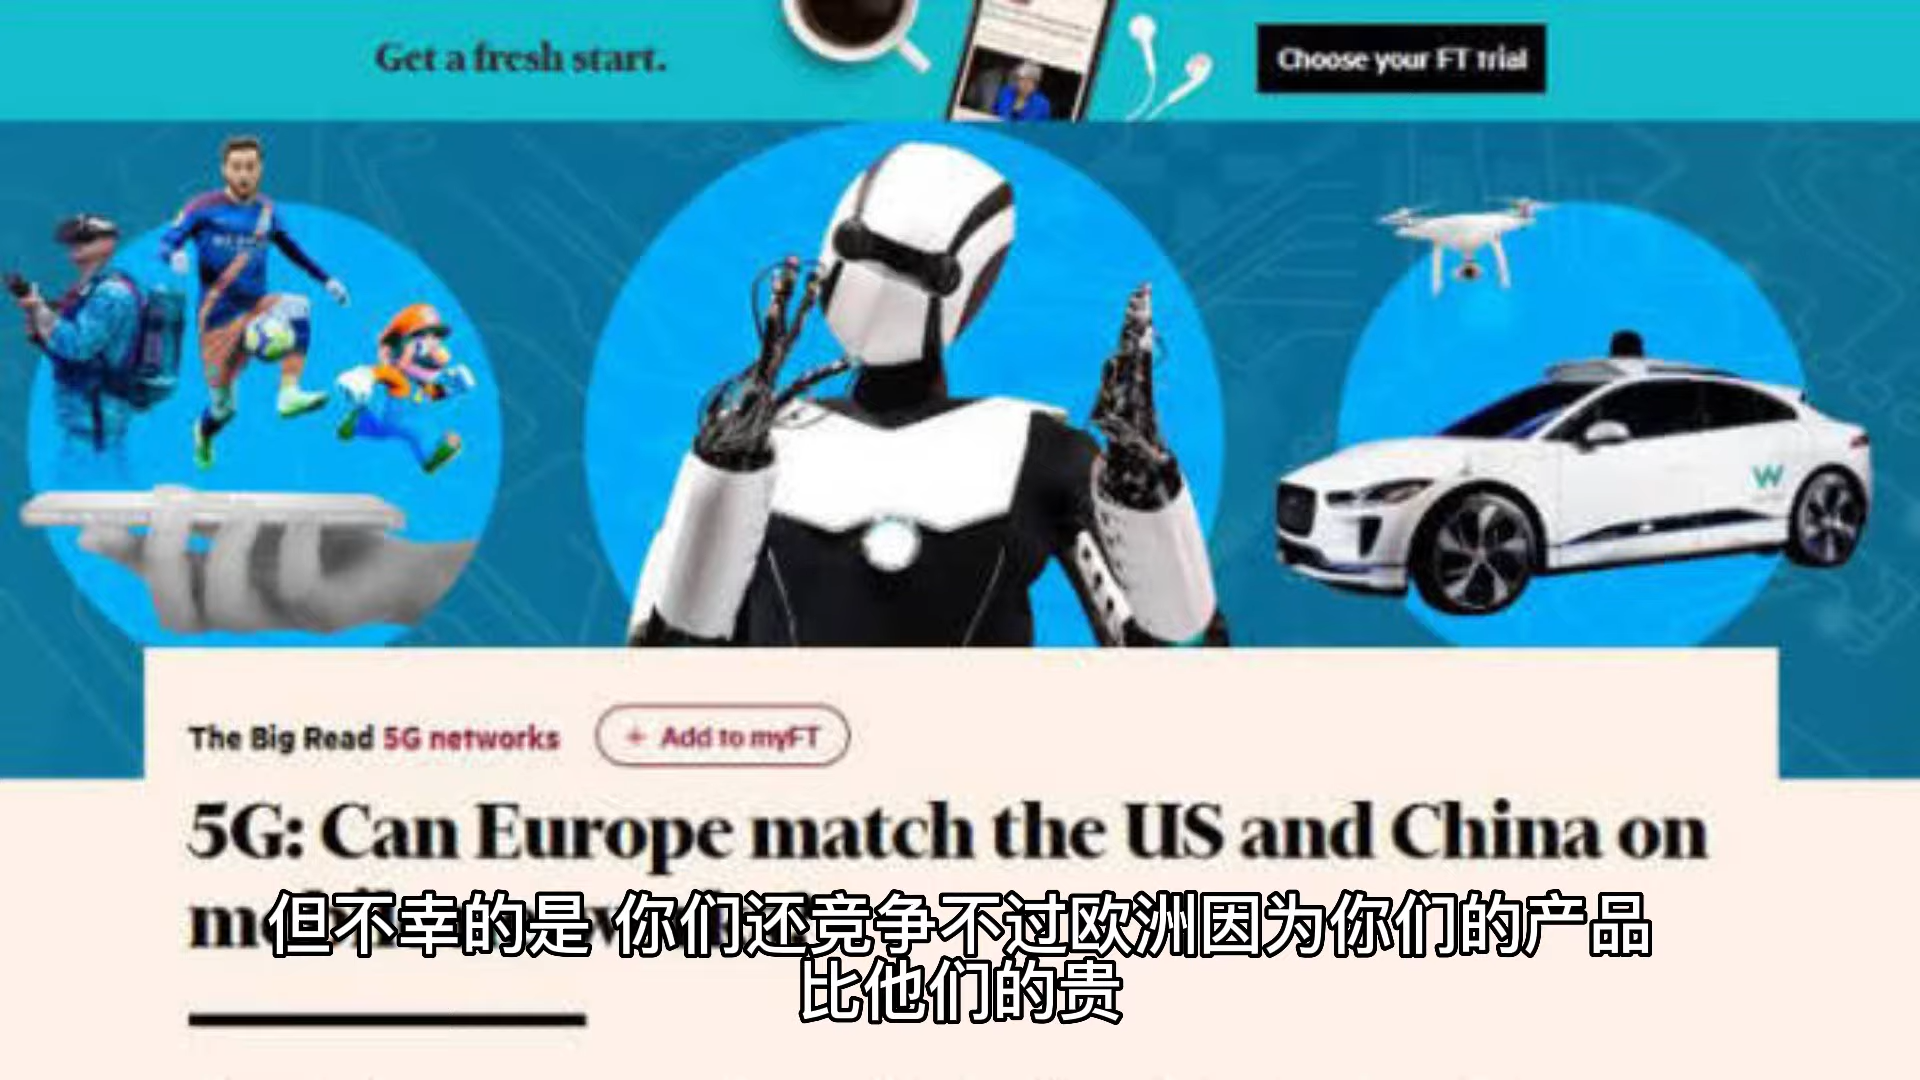 Get a fresh start.
Choose your FT trial
The Big Read 5G networks
+ Add to myFT
5G: Can Europe match the US and China on
但不幸的是 你们还竞争不过欧洲因为你们的产品
比他们的贵